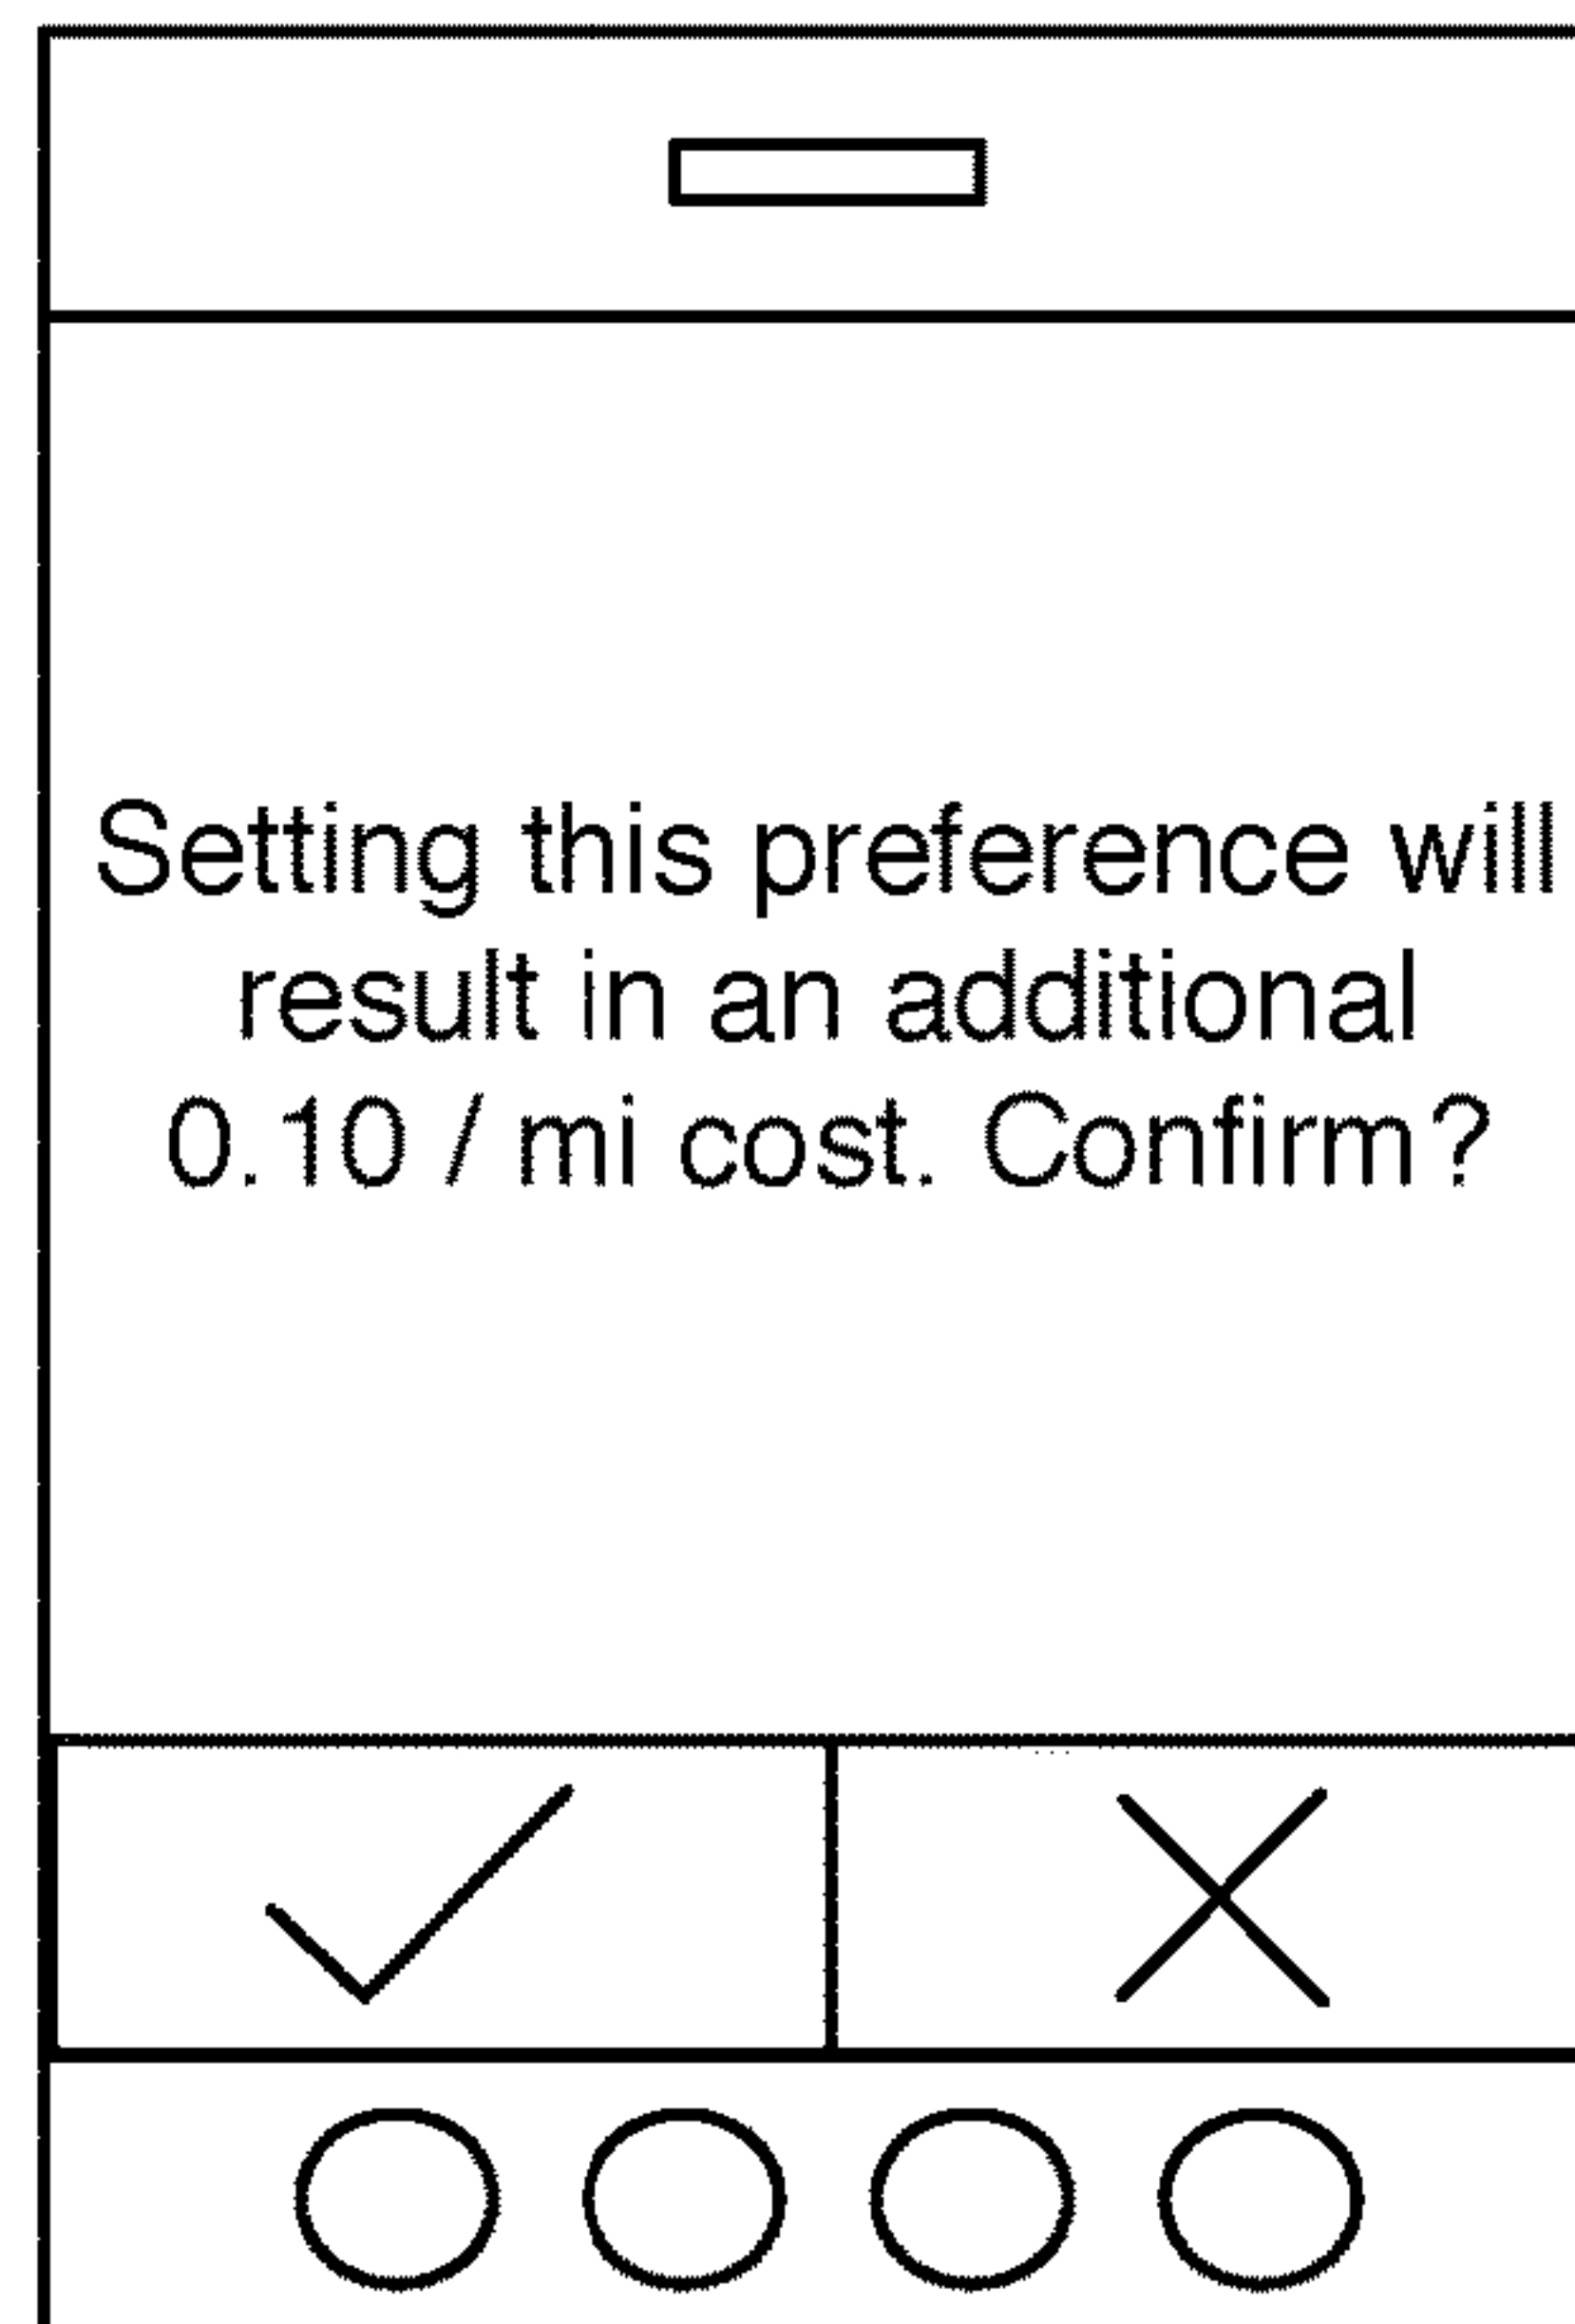 Setting this preference will
result in an additional
0.10 / mi cost. Confirm?